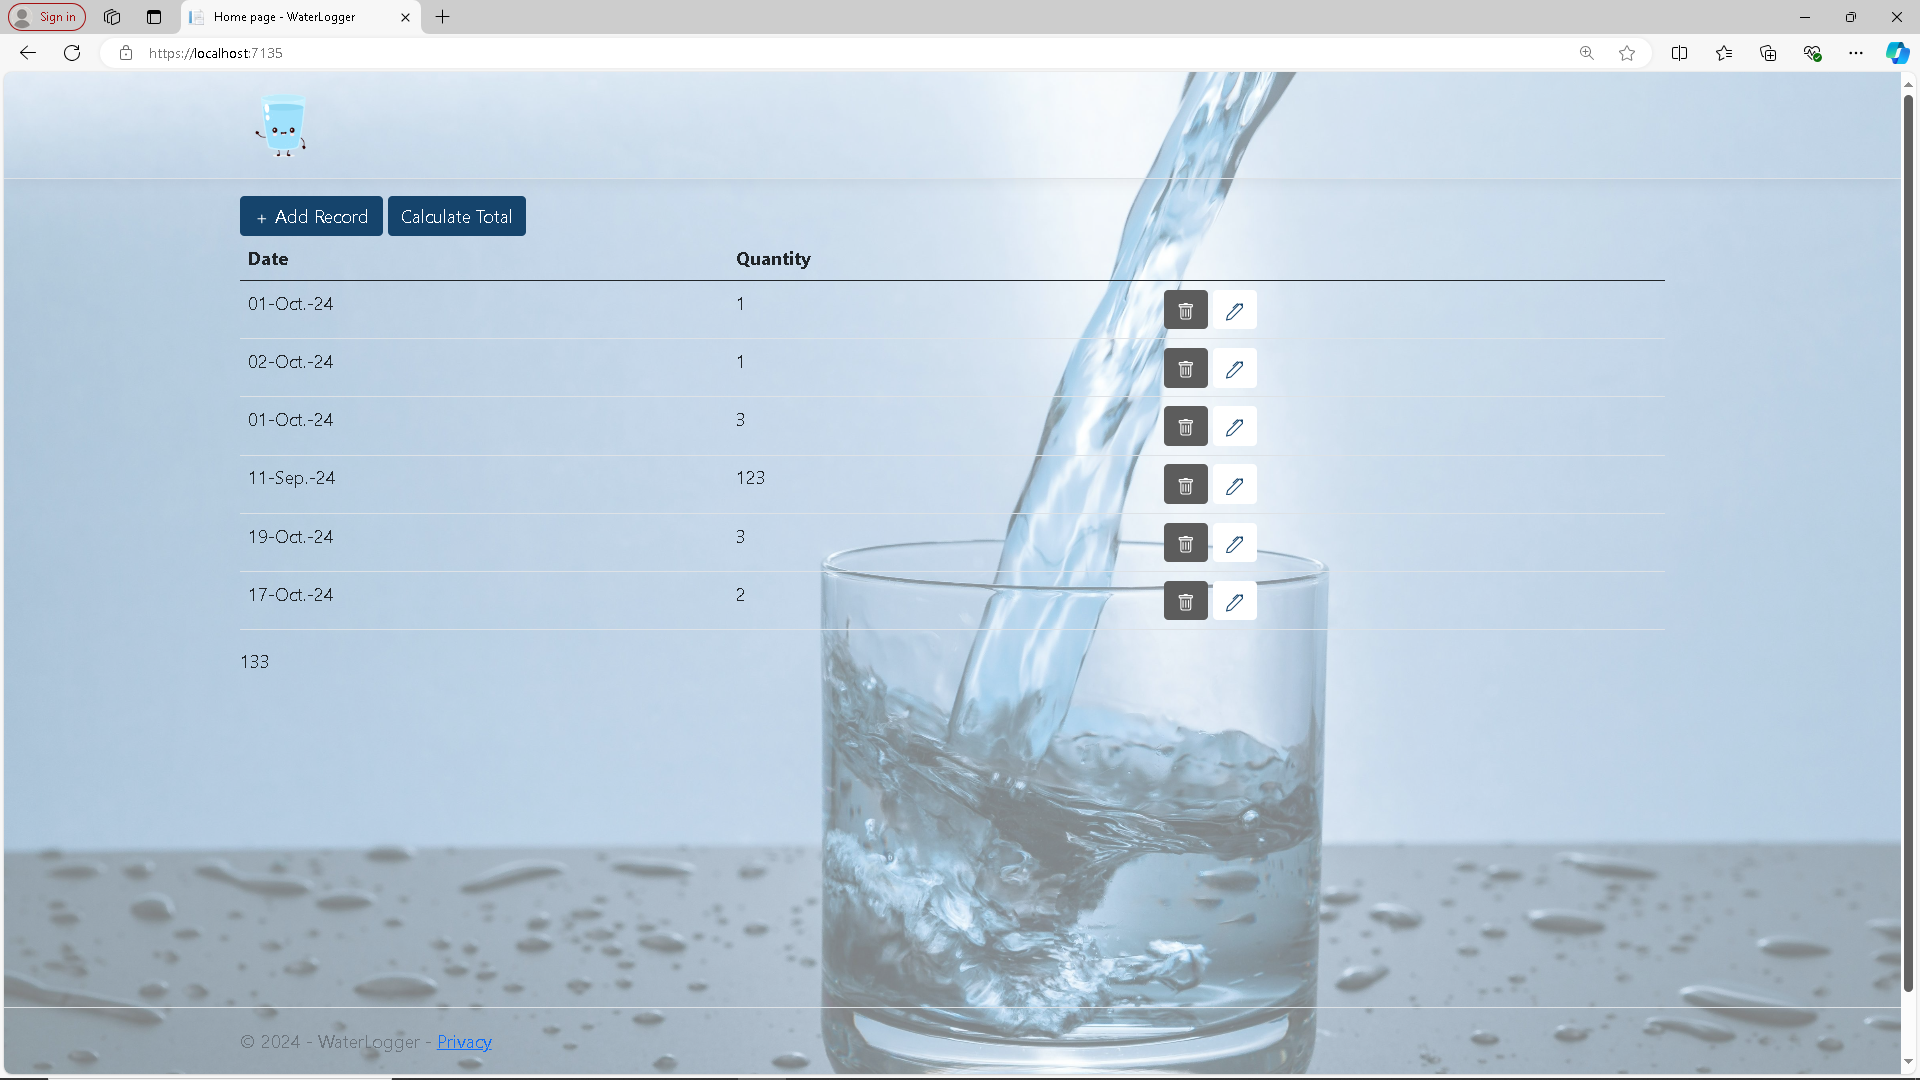 Sign in
Home page - WaterLogger
https://localhost:7135
+ Add Record Calculate Total
Date Quantity
01-Oct.-24 1
02-Oct.-24 1
01-Oct.-24 3
11-Sep.-24 123
19-Oct.-24 3
17-Oct.-24 2
133
© 2024 - WaterLogger - Privacy